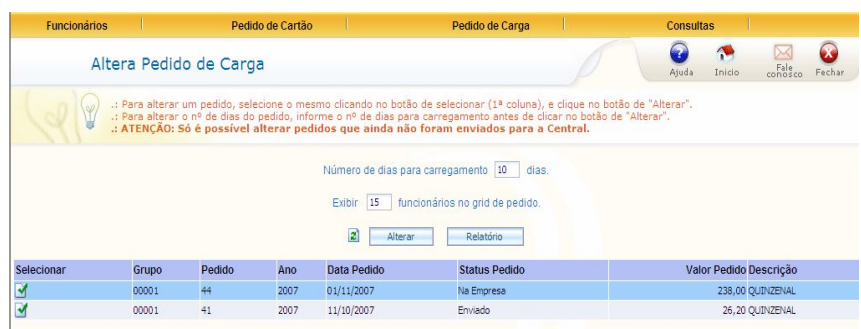 Funcionários Pedido de Cartão Pedido de Carga Consultas
Altera Pedido de Carga
Ajuda Inicio Fale conosco Fechar
.: Para alterar um pedido, selecione o mesmo clicando no botão de selecionar (1ª coluna), e clique no botão de "Alterar".
.: Para alterar o nº de dias do pedido, informe o nº de dias para carregamento antes de clicar no botão de "Alterar".
.: ATENÇÃO: Só é possível alterar pedidos que ainda não foram enviados para a Central.
Número de dias para carregamento 10 dias.
Exibir 15 funcionários no grid de pedido.
Alterar Relatório
Selecionar Grupo Pedido Ano Data Pedido Status Pedido Valor Pedido Descrição
00001 44 2007 01/11/2007 Na Empresa 238,00 QUINZENAL
00001 41 2007 11/10/2007 Enviado 26,20 QUINZENAL